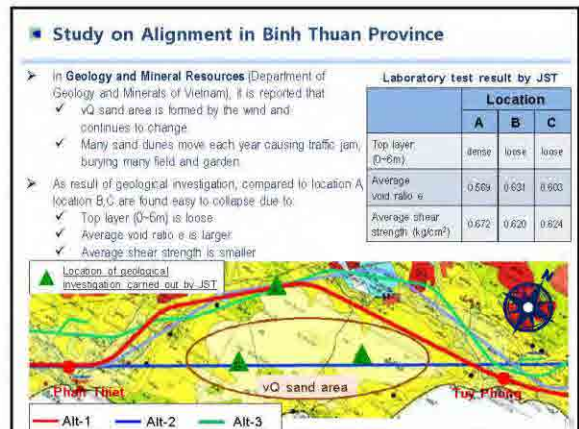 Study on Alignment in Binh Thuan Province
In Geology and Mineral Resources (Department of
Geology and Minerals of Vietnam), it is reported that
vQ sand area is formed by the wind and
continues to change
Many sand dunes move each year causing traffic jam,
burying many field and garden
As result of geological investigation, compared to location A,
location B,C are found easy to collapse due to:
Top layer (0~6m) is loose
Average void ratio e is larger
Average shear strength is smaller
Laboratory test result by JST
Location
A B C
Top layer (0~6m) dense loose loose
Average void ratio e 0.569 0.631 0.603
Average shear strength (kg/cm²) 0.672 0.620 0.624
Location of geological
investigation carried out by JST
N
Phan Thiet
vQ sand area
Tuy Phong
Alt-1 Alt-2 Alt-3